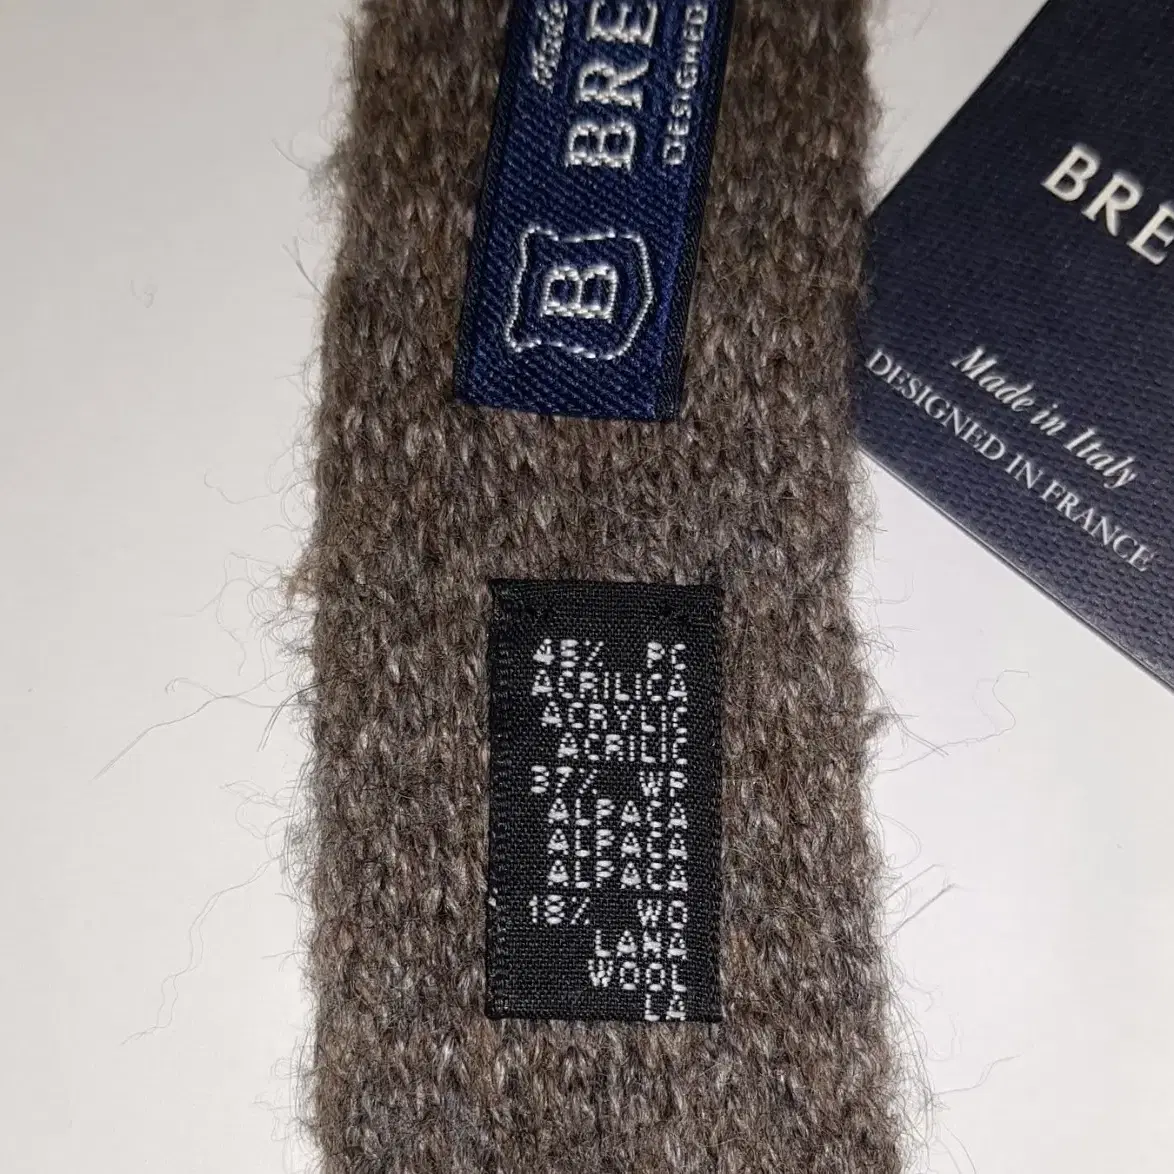 Made
BRE
DESIGNED
B
BRE
Made in Italy
DESIGNED IN FRANCE
45% PC
ACRILICA
ACRYLIC
ACRILIC
37% WP
ALPACA
ALPACA
ALPACA
18% WO
LANA
WOOL
LA